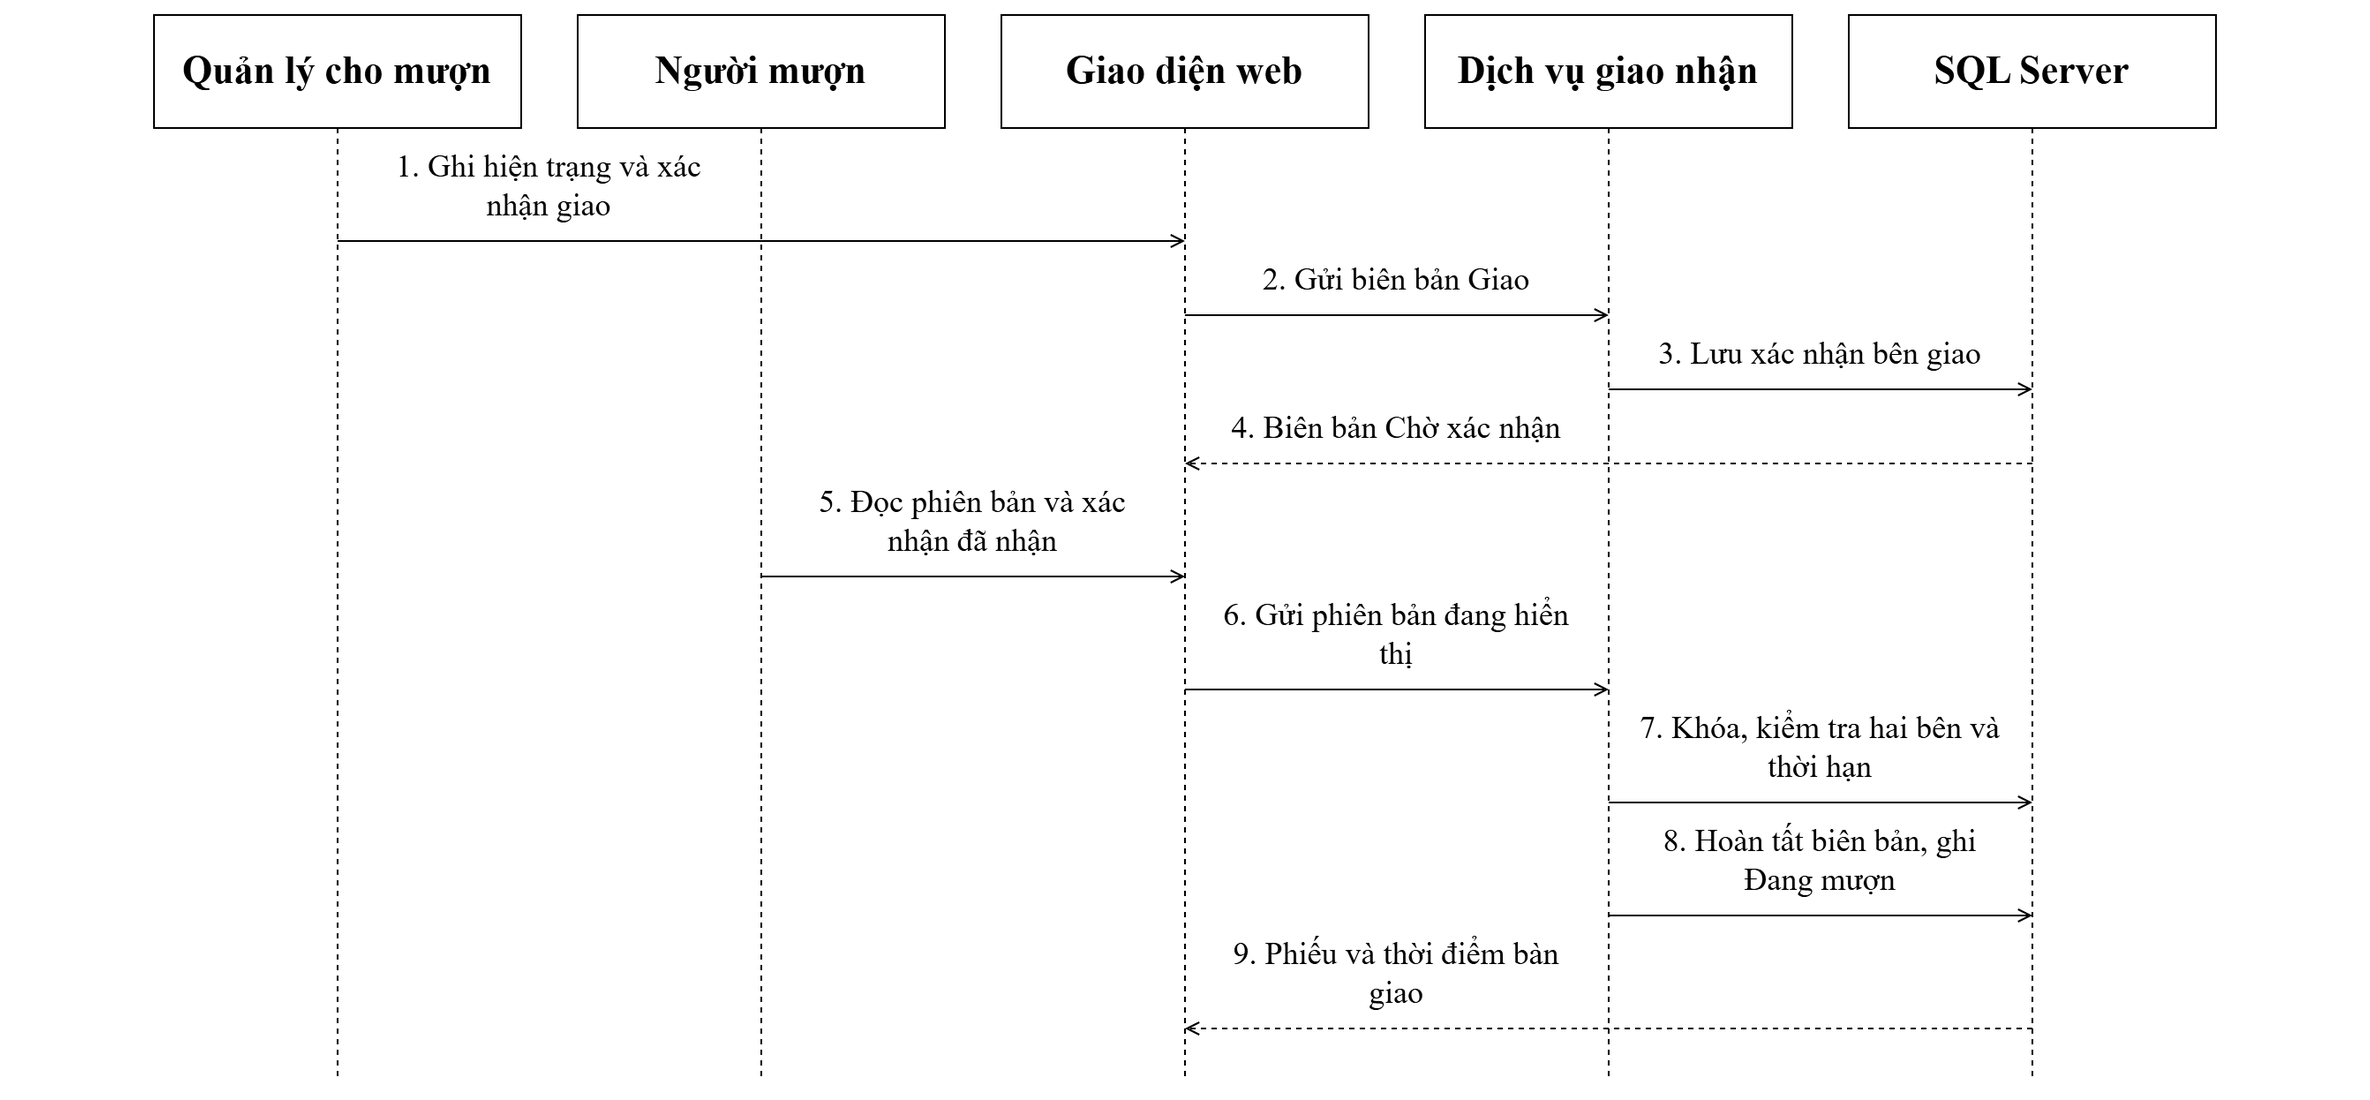 Quản lý cho mượn
Người mượn
Giao diện web
Dịch vụ giao nhận
SQL Server
1. Ghi hiện trạng và xác
nhận giao
2. Gửi biên bản Giao
3. Lưu xác nhận bên giao
4. Biên bản Chờ xác nhận
5. Đọc phiên bản và xác
nhận đã nhận
6. Gửi phiên bản đang hiển
thị
7. Khóa, kiểm tra hai bên và
thời hạn
8. Hoàn tất biên bản, ghi
Đang mượn
9. Phiếu và thời điểm bàn
giao